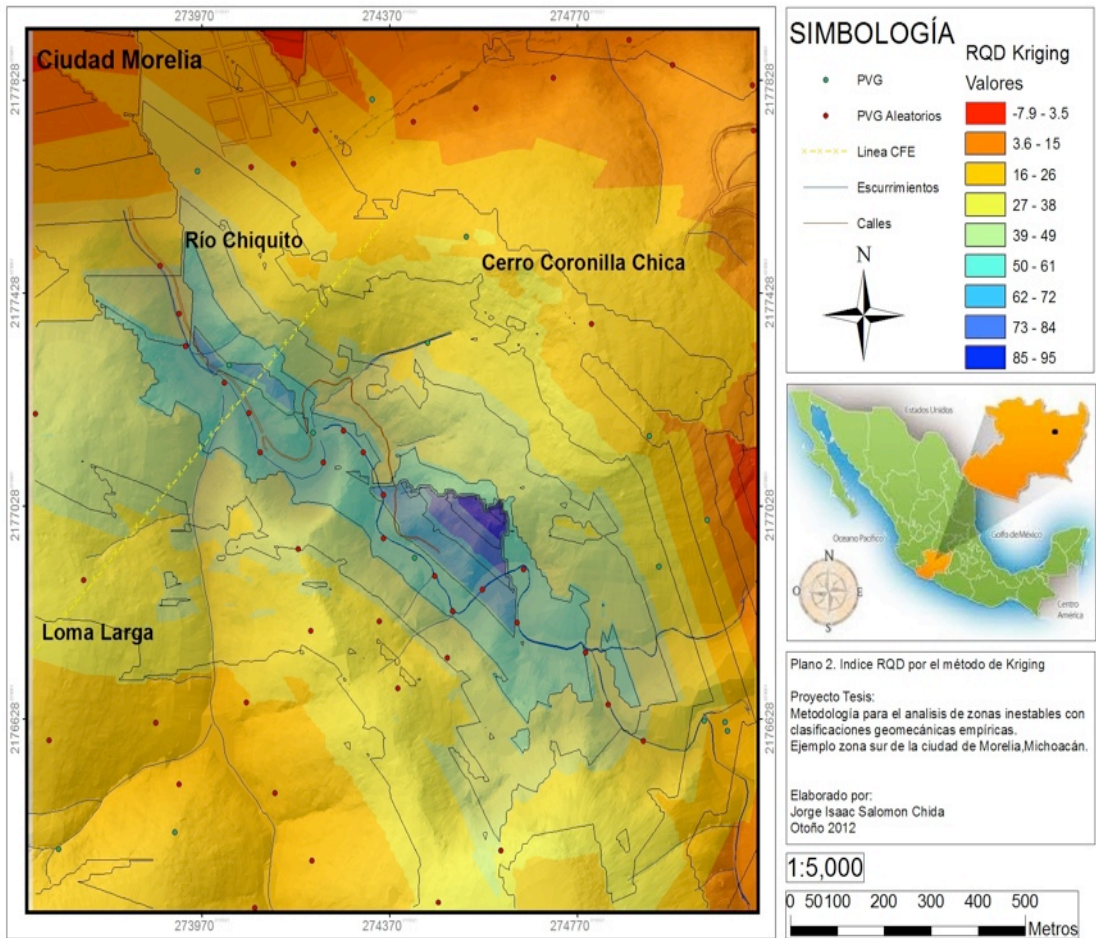 273970
274370
274770
2177828
2177428
2177028
2176628
Ciudad Morelia
Río Chiquito
Cerro Coronilla Chica
Loma Larga
273970
274370
274770
2177828
2177428
2177028
2176628
SIMBOLOGÍA
PVG
PVG Aleatorios
Linea CFE
Escurrimientos
Calles
N
RQD Kriging
Valores
-7.9 - 3.5
3.6 - 15
16 - 26
27 - 38
39 - 49
50 - 61
62 - 72
73 - 84
85 - 95
Estados Unidos
Oceano Pacífico
Golfo de México
Centro
América
N
O
E
S
Plano 2. Indice RQD por el método de Kriging
Proyecto Tesis:
Metodología para el analisis de zonas inestables con
clasificaciones geomecánicas empíricas.
Ejemplo zona sur de la ciudad de Morelia,Michoacán.
Elaborado por:
Jorge Isaac Salomon Chida
Otoño 2012
1:5,000
0 50 100 200 300 400 500
Metros